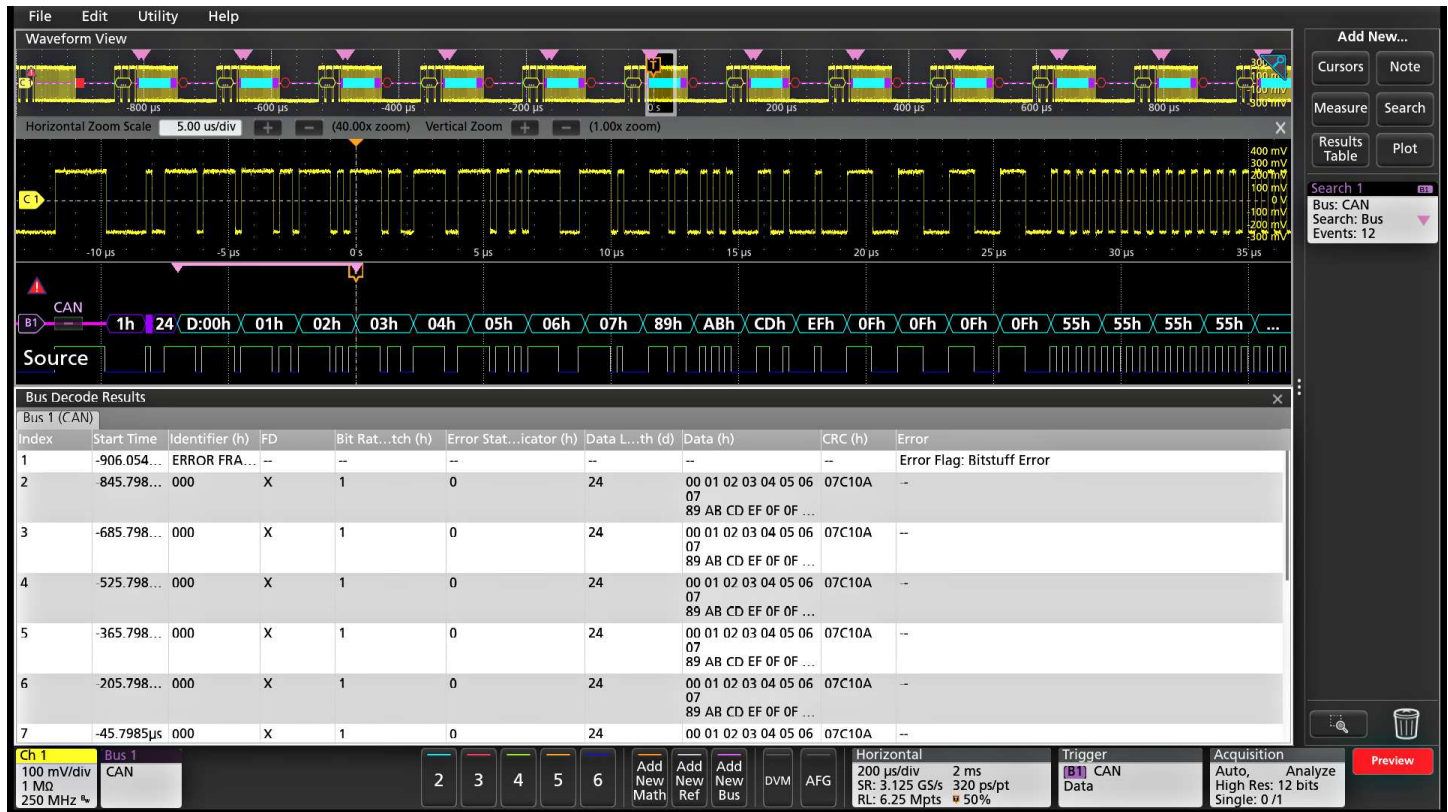 File Edit Utility Help
Waveform View
-800 µs -600 µs -400 µs -200 µs 0 s 200 µs 400 µs 600 µs 800 µs
Horizontal Zoom Scale 5.00 us/div + - (40.00x zoom) Vertical Zoom + - (1.00x zoom) X
400 mV
300 mV
200 mV
100 mV
0 V
-100 mV
-200 mV
-300 mV
C 1
-10 µs -5 µs 0 s 5 µs 10 µs 15 µs 20 µs 25 µs 30 µs 35 µs
T
CAN
B1 1h 24 D:00h 01h 02h 03h 04h 05h 06h 07h 89h ABh CDh EFh 0Fh 0Fh 0Fh 0Fh 55h 55h 55h 55h ...
Source
Bus Decode Results
Bus 1 (CAN)
Index Start Time Identifier (h) FD Bit Rat...tch (h) Error Stat...icator (h) Data L...th (d) Data (h) CRC (h) Error
1 -906.054... ERROR FRA... -- -- -- -- -- -- Error Flag: Bitstuff Error
2 -845.798... 000 X 1 0 24 00 01 02 03 04 05 06 07C10A --
07
89 AB CD EF 0F 0F ...
3 -685.798... 000 X 1 0 24 00 01 02 03 04 05 06 07C10A --
07
89 AB CD EF 0F 0F ...
4 -525.798... 000 X 1 0 24 00 01 02 03 04 05 06 07C10A --
07
89 AB CD EF 0F 0F ...
5 -365.798... 000 X 1 0 24 00 01 02 03 04 05 06 07C10A --
07
89 AB CD EF 0F 0F ...
6 -205.798... 000 X 1 0 24 00 01 02 03 04 05 06 07C10A --
07
89 AB CD EF 0F 0F ...
7 -45.7985µs 000 X 1 0 24 00 01 02 03 04 05 06 07C10A --
Add New...
Cursors Note
Measure Search
Results Table Plot
Search 1 B1
Bus: CAN
Search: Bus
Events: 12
Ch 1
100 mV/div
1 MΩ
250 MHz
Bus 1
CAN
2 3 4 5 6
Add New Math
Add New Ref
Add New Bus
DVM AFG
Horizontal
200 µs/div 2 ms
SR: 3.125 GS/s 320 ps/pt
RL: 6.25 Mpts 50%
Trigger
B1 CAN
Data
Acquisition
Auto, Analyze
High Res: 12 bits
Single: 0/1
Preview